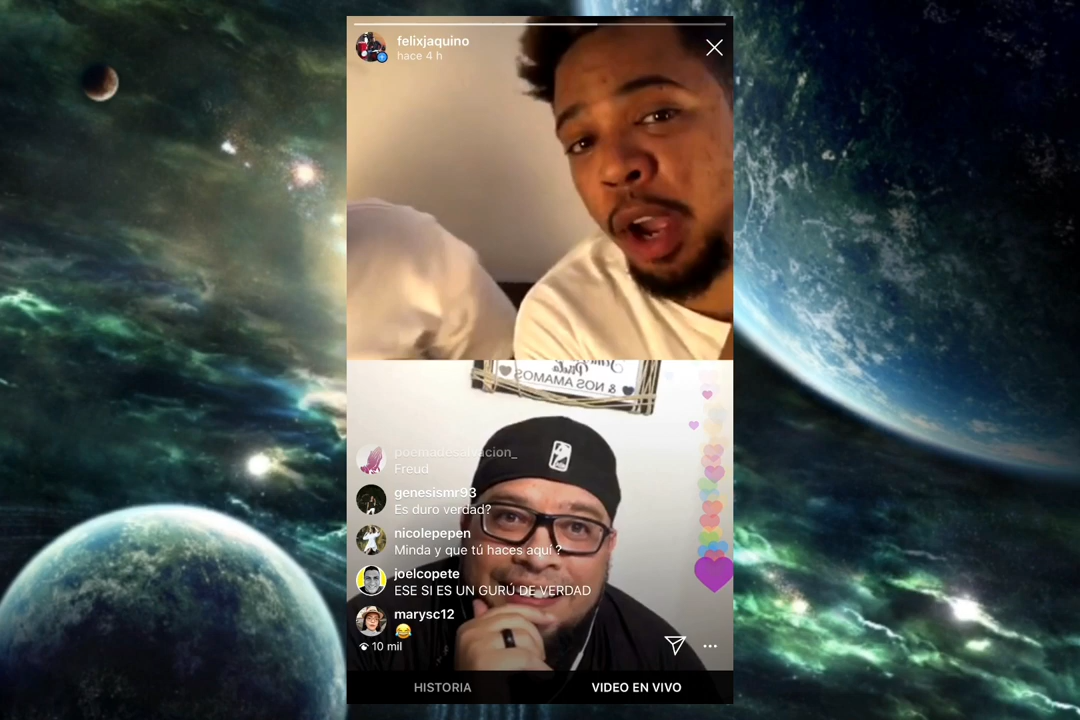 felixjaquino
hace 4 h
& NOS AMAMOS
poemadesalvacion_
Freud
genesismr93
Es duro verdad?
nicolepepen
Minda y que tú haces aquí ?
joelcopete
ESE SI ES UN GURÚ DE VERDAD
marysc12
😂
10 mil
HISTORIA
VIDEO EN VIVO